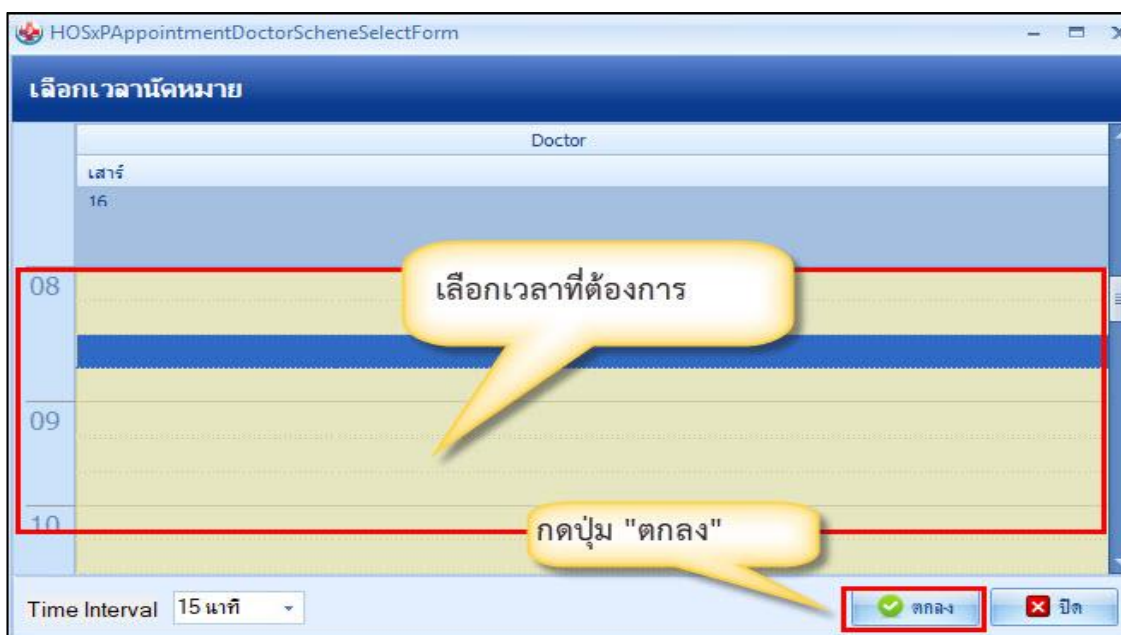 HOSxPAppointmentDoctorScheneSelectForm
เลือกเวลานัดหมาย
Doctor
เสาร์
16
08
เลือกเวลาที่ต้องการ
09
10
กดปุ่ม "ตกลง"
Time Interval 15 นาที
ตกลง
ปิด